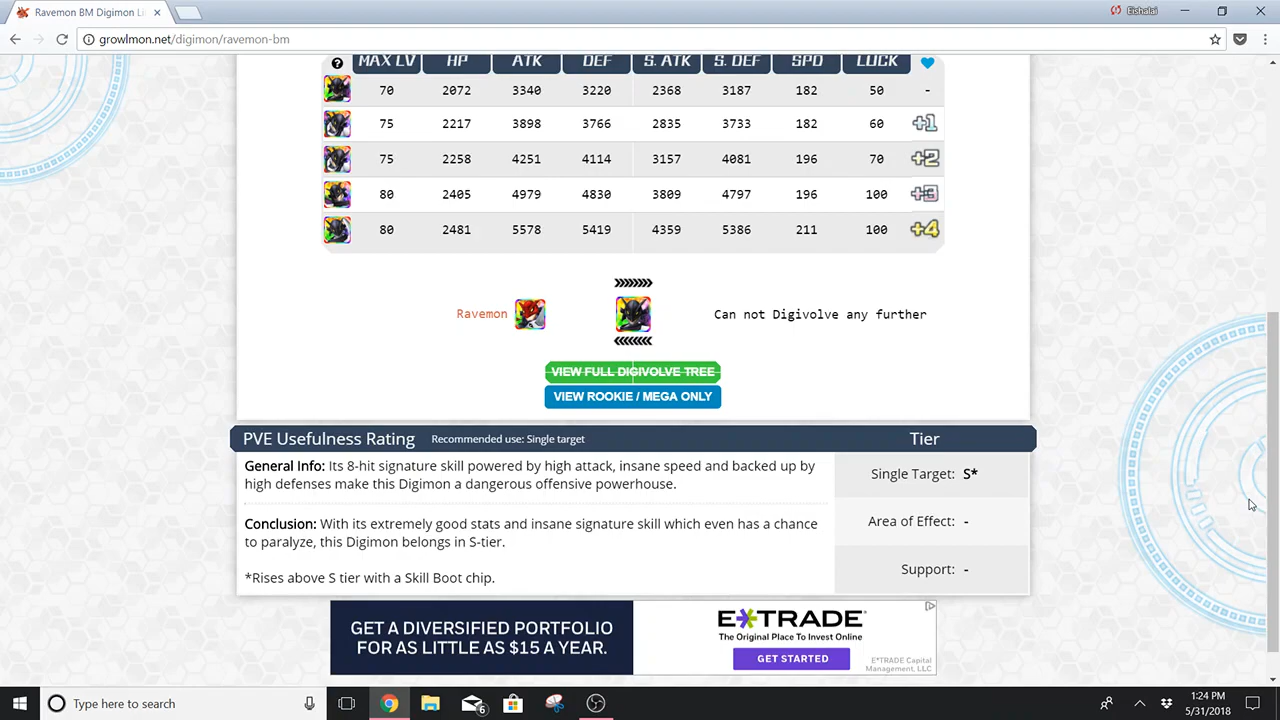 Ravemon BM Digimon Li
Eishalai
growlmon.net/digimon/ravemon-bm
? MAX LV HP ATK DEF S. ATK S. DEF SPD LUCK
70 2072 3340 3220 2368 3187 182 50 -
75 2217 3898 3766 2835 3733 182 60 +1
75 2258 4251 4114 3157 4081 196 70 +2
80 2405 4979 4830 3809 4797 196 100 +3
80 2481 5578 5419 4359 5386 211 100 +4
»»»»
Ravemon Can not Digivolve any further
««««
VIEW FULL DIGIVOLVE TREE
VIEW ROOKIE / MEGA ONLY
PVE Usefulness Rating Recommended use: Single target Tier
General Info: Its 8-hit signature skill powered by high attack, insane speed and backed up by
high defenses make this Digimon a dangerous offensive powerhouse.
Single Target: S*
Conclusion: With its extremely good stats and insane signature skill which even has a chance
to paralyze, this Digimon belongs in S-tier.
Area of Effect: -
*Rises above S tier with a Skill Boot chip.
Support: -
GET A DIVERSIFIED PORTFOLIO
FOR AS LITTLE AS $15 A YEAR.
E*TRADE
The Original Place To Invest Online
GET STARTED
E*TRADE Capital
Management, LLC
Type here to search
6
1:24 PM
5/31/2018